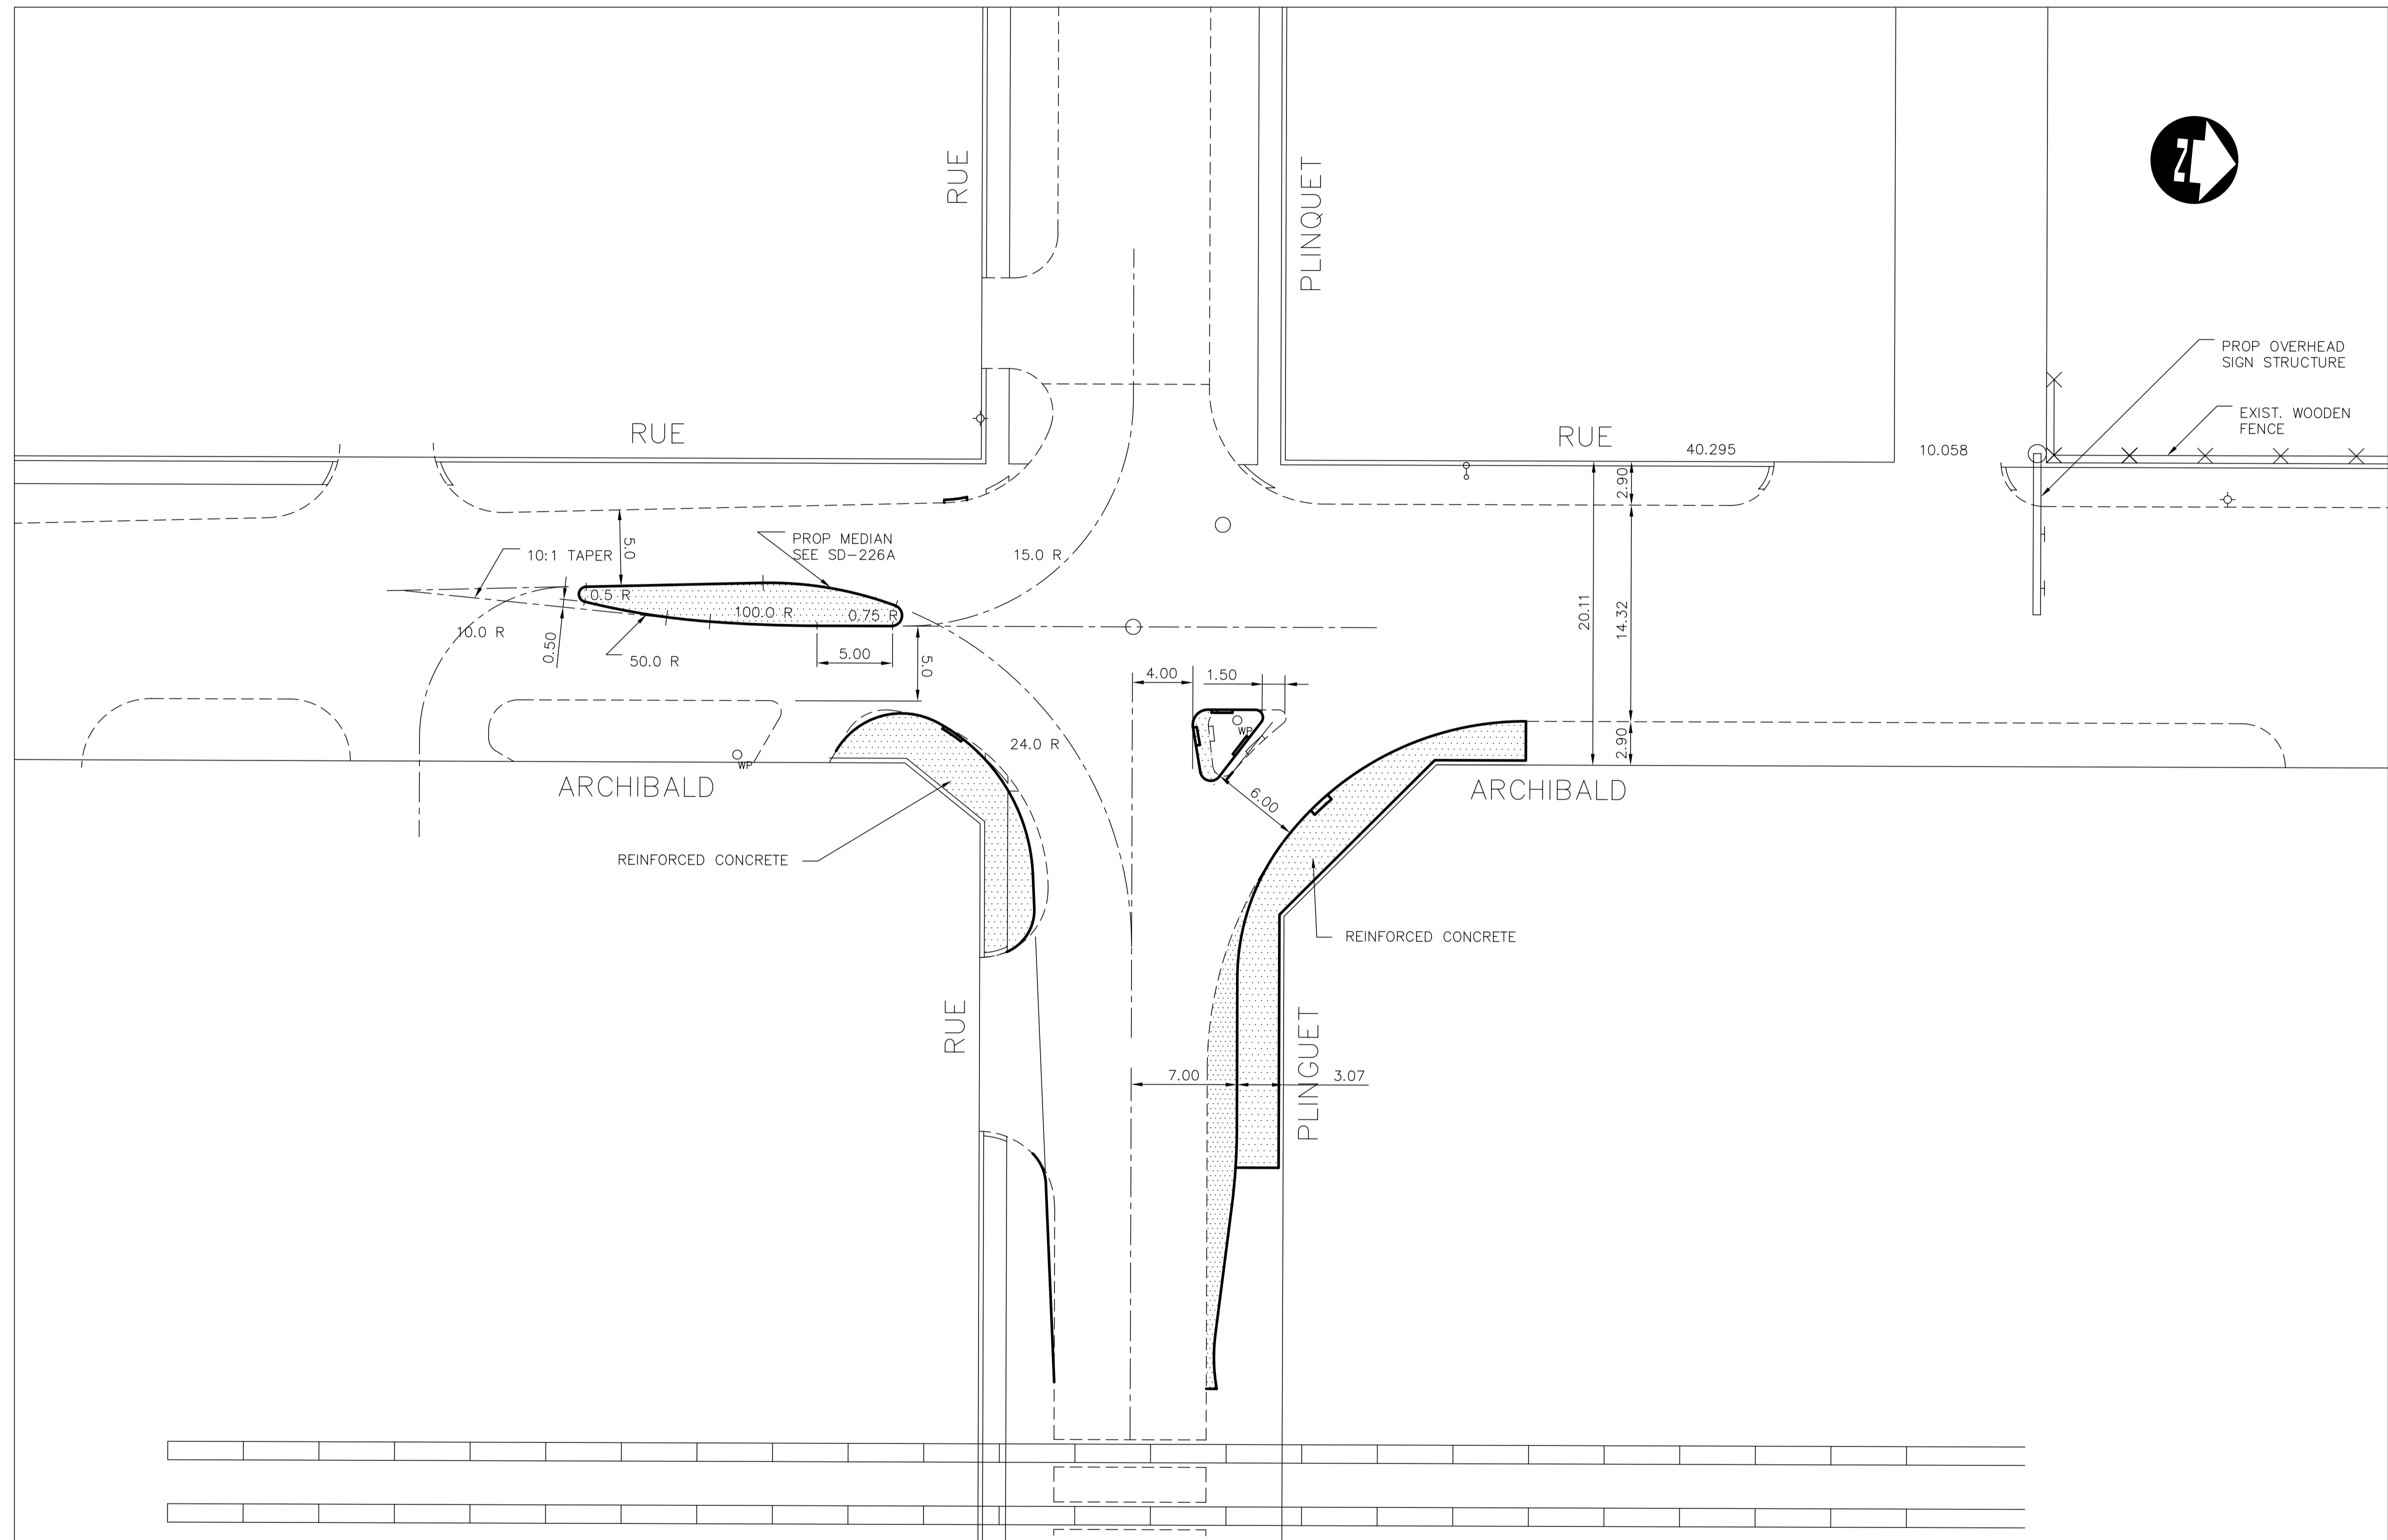 RUE
PLINQUET
PROP OVERHEAD
SIGN STRUCTURE
EXIST. WOODEN
FENCE
RUE
RUE
40.295
10.058
2.90
PROP MEDIAN
SEE SD-226A
10:1 TAPER
5.0
15.0 R
0.5 R
100.0 R
0.75 R
10.0 R
0.50
50.0 R
5.00
5.0
20.11
14.32
4.00
1.50
24.0 R
WP
WP
2.90
ARCHIBALD
ARCHIBALD
6.00
REINFORCED CONCRETE
REINFORCED CONCRETE
RUE
PLINGUET
7.00
3.07
N